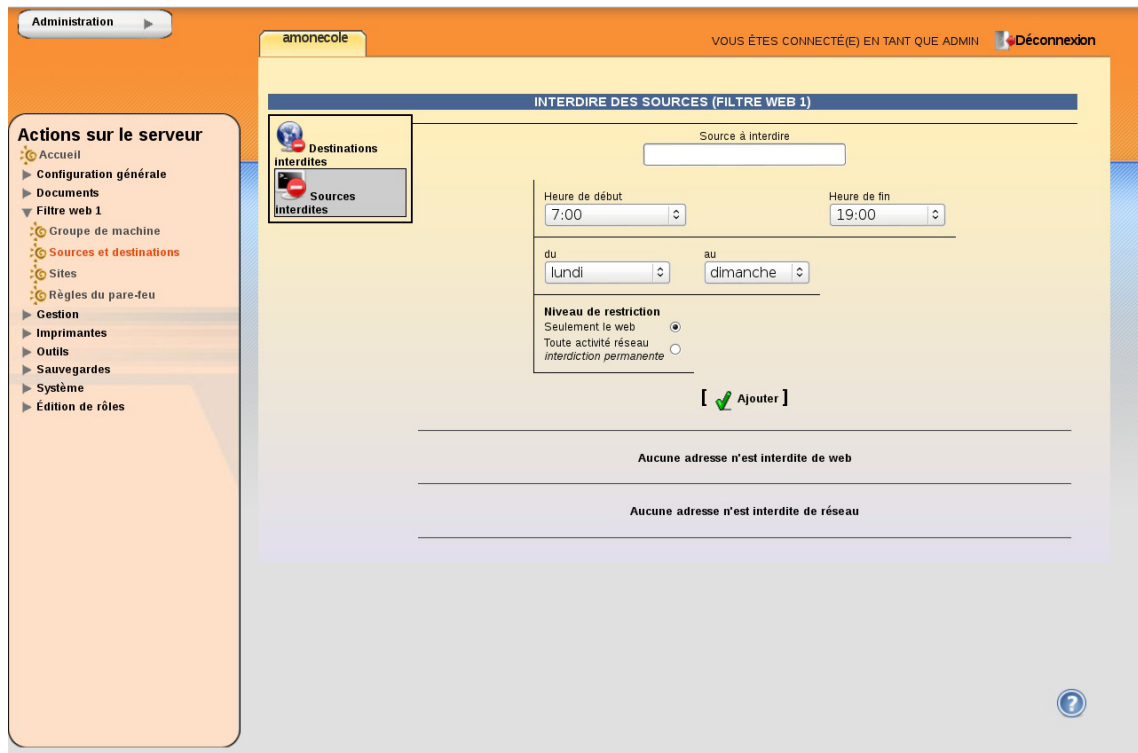 Administration
amonecole
VOUS ÊTES CONNECTÉ(E) EN TANT QUE ADMIN
Déconnexion
Actions sur le serveur
Accueil
Configuration générale
Documents
Filtre web 1
Groupe de machine
Sources et destinations
Sites
Règles du pare-feu
Gestion
Imprimantes
Outils
Sauvegardes
Système
Édition de rôles
INTERDIRE DES SOURCES (FILTRE WEB 1)
Destinations
interdites
Sources
interdites
Source à interdire
Heure de début
Heure de fin
7:00
19:00
du
au
lundi
dimanche
Niveau de restriction
Seulement le web
Toute activité réseau
interdiction permanente
[ Ajouter ]
Aucune adresse n'est interdite de web
Aucune adresse n'est interdite de réseau
?